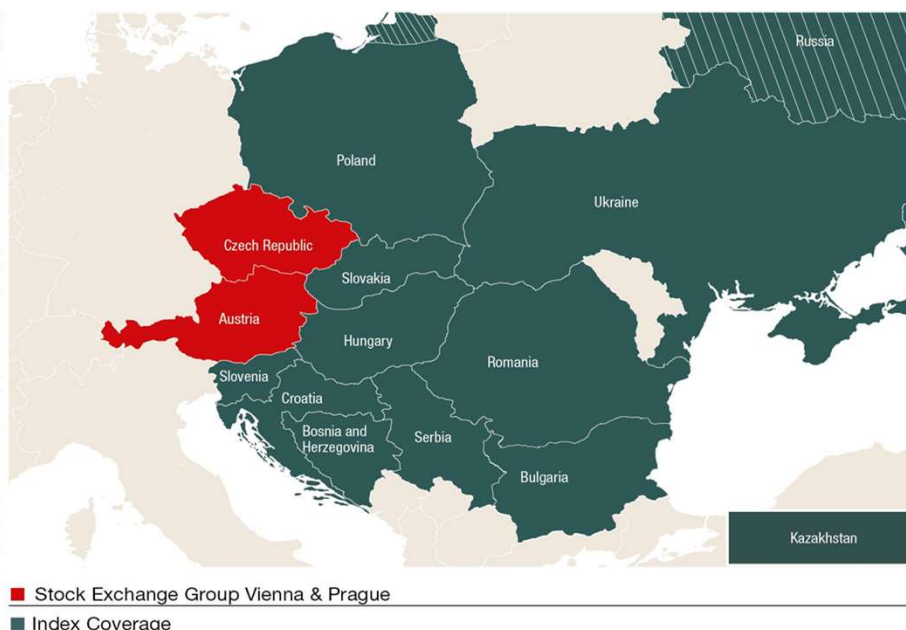 Russia
Poland
Ukraine
Czech Republic
Slovakia
Austria
Hungary
Romania
Slovenia
Croatia
Bosnia and
Herzegovina
Serbia
Bulgaria
Kazakhstan
Stock Exchange Group Vienna & Prague
Index Coverage